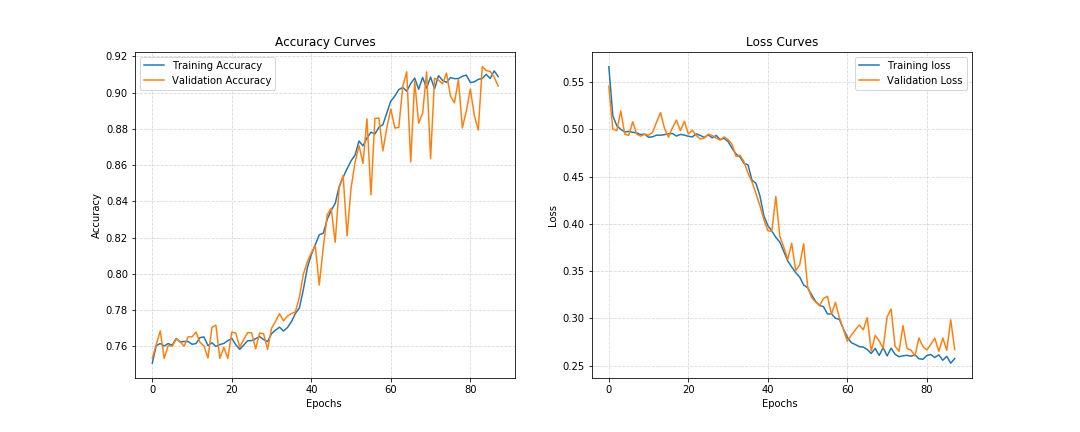 Accuracy Curves
Training Accuracy
Validation Accuracy
0.92
0.90
0.88
0.86
0.84
0.82
0.80
0.78
0.76
Accuracy
0
20
40
60
80
Epochs
Loss Curves
Training loss
Validation Loss
0.55
0.50
0.45
0.40
0.35
0.30
0.25
Loss
0
20
40
60
80
Epochs